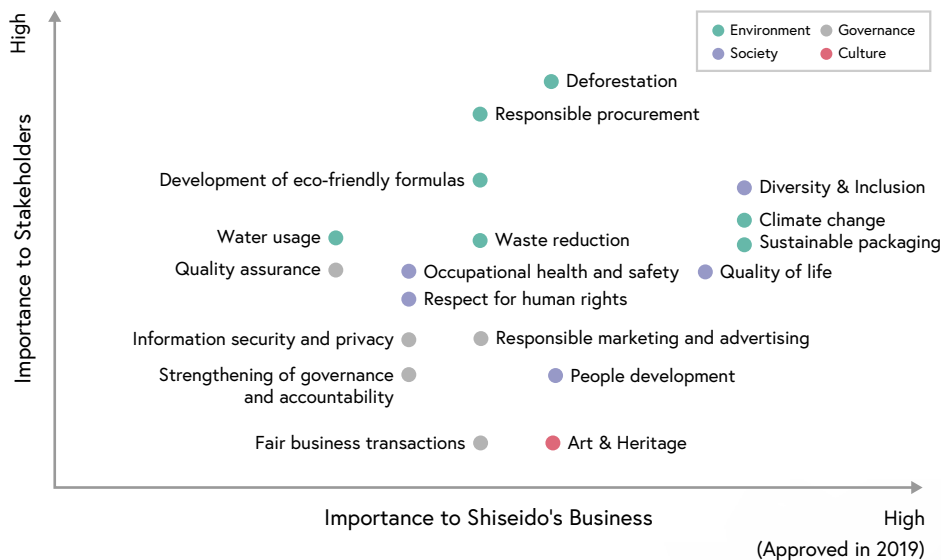 High
Importance to Stakeholders
Environment
Governance
Society
Culture
Deforestation
Responsible procurement
Development of eco-friendly formulas
Diversity & Inclusion
Climate change
Water usage
Waste reduction
Sustainable packaging
Quality assurance
Occupational health and safety
Quality of life
Respect for human rights
Information security and privacy
Responsible marketing and advertising
Strengthening of governance
and accountability
People development
Fair business transactions
Art & Heritage
Importance to Shiseido's Business
High
(Approved in 2019)